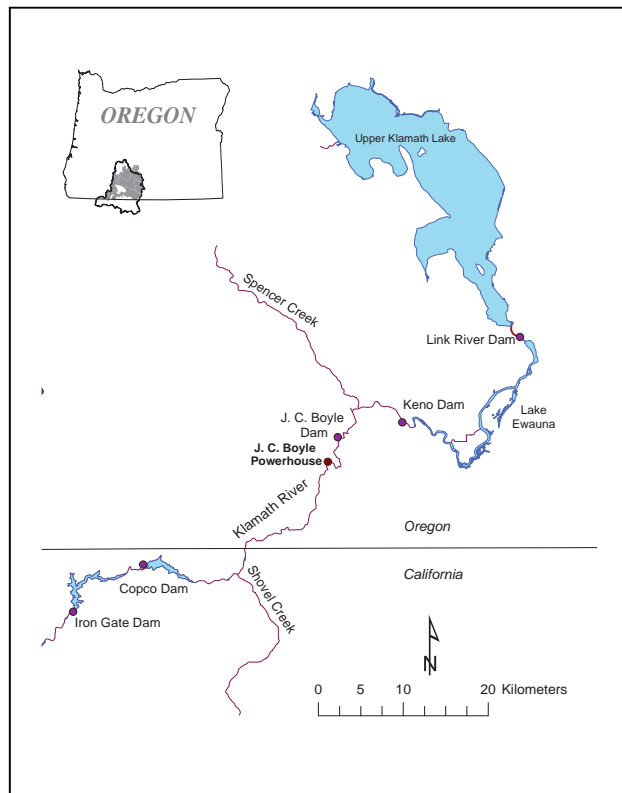 OREGON
Upper Klamath Lake
Spencer Creek
Link River Dam
Keno Dam
Lake
Ewauna
J. C. Boyle
Dam
J. C. Boyle
Powerhouse
Klamath River
Oregon
California
Copco Dam
Shovel Creek
Iron Gate Dam
N
0 5 10 20 Kilometers